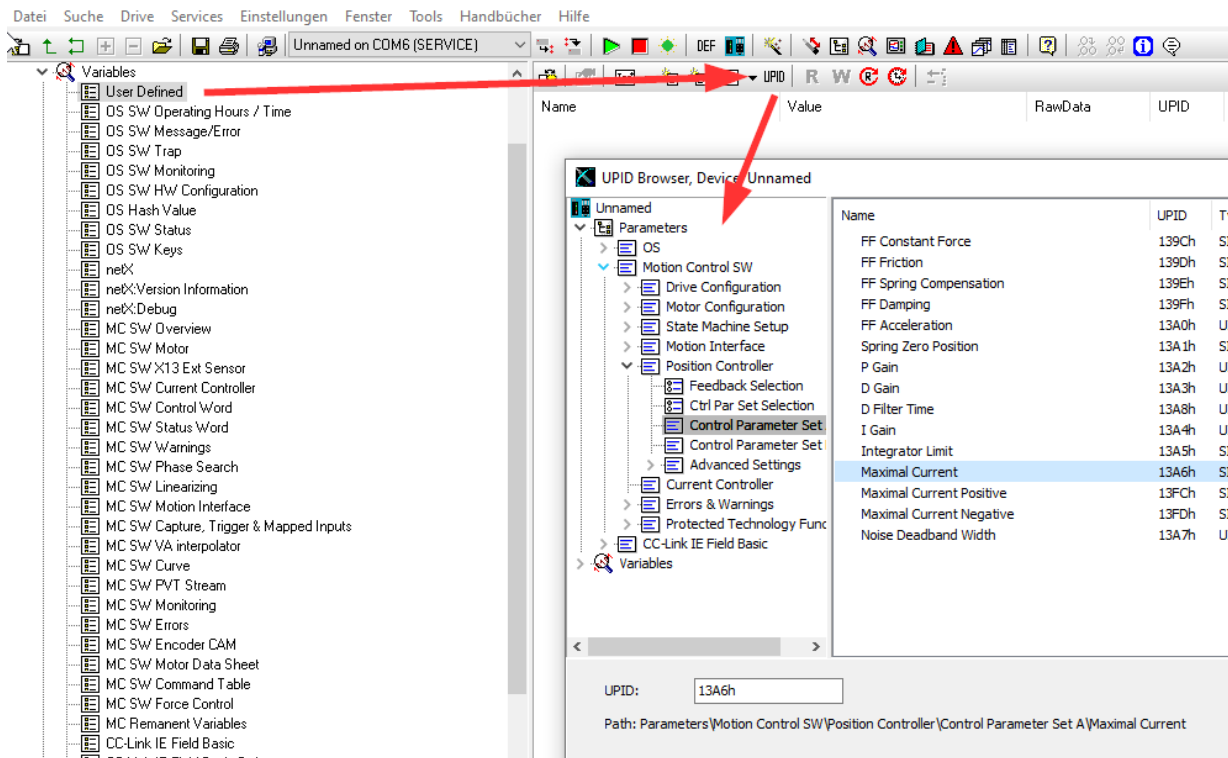 Datei Suche Drive Services Einstellungen Fenster Tools Handbücher Hilfe
Unnamed on COM6 (SERVICE)
DEF
Variables
User Defined
OS SW Operating Hours / Time
OS SW Message/Error
OS SW Trap
OS SW Monitoring
OS SW HW Configuration
OS Hash Value
OS SW Status
OS SW Keys
netX
netX:Version Information
netX:Debug
MC SW Overview
MC SW Motor
MC SW X13 Ext Sensor
MC SW Current Controller
MC SW Control Word
MC SW Status Word
MC SW Warnings
MC SW Phase Search
MC SW Linearizing
MC SW Motion Interface
MC SW Capture, Trigger & Mapped Inputs
MC SW VA interpolator
MC SW Curve
MC SW PVT Stream
MC SW Monitoring
MC SW Errors
MC SW Encoder CAM
MC SW Motor Data Sheet
MC SW Command Table
MC SW Force Control
MC Remanent Variables
CC-Link IE Field Basic
UPID R W
Name Value RawData UPID
UPID Browser, Device Unnamed
Unnamed
Parameters
OS
Motion Control SW
Drive Configuration
Motor Configuration
State Machine Setup
Motion Interface
Position Controller
Feedback Selection
Ctrl Par Set Selection
Control Parameter Set
Control Parameter Set
Advanced Settings
Current Controller
Errors & Warnings
Protected Technology Func
CC-Link IE Field Basic
Variables
Name UPID
FF Constant Force 139Ch
FF Friction 139Dh
FF Spring Compensation 139Eh
FF Damping 139Fh
FF Acceleration 13A0h
Spring Zero Position 13A1h
P Gain 13A2h
D Gain 13A3h
D Filter Time 13A8h
I Gain 13A4h
Integrator Limit 13A5h
Maximal Current 13A6h
Maximal Current Positive 13FCh
Maximal Current Negative 13FDh
Noise Deadband Width 13A7h
UPID: 13A6h
Path: Parameters\Motion Control SW\Position Controller\Control Parameter Set A\Maximal Current